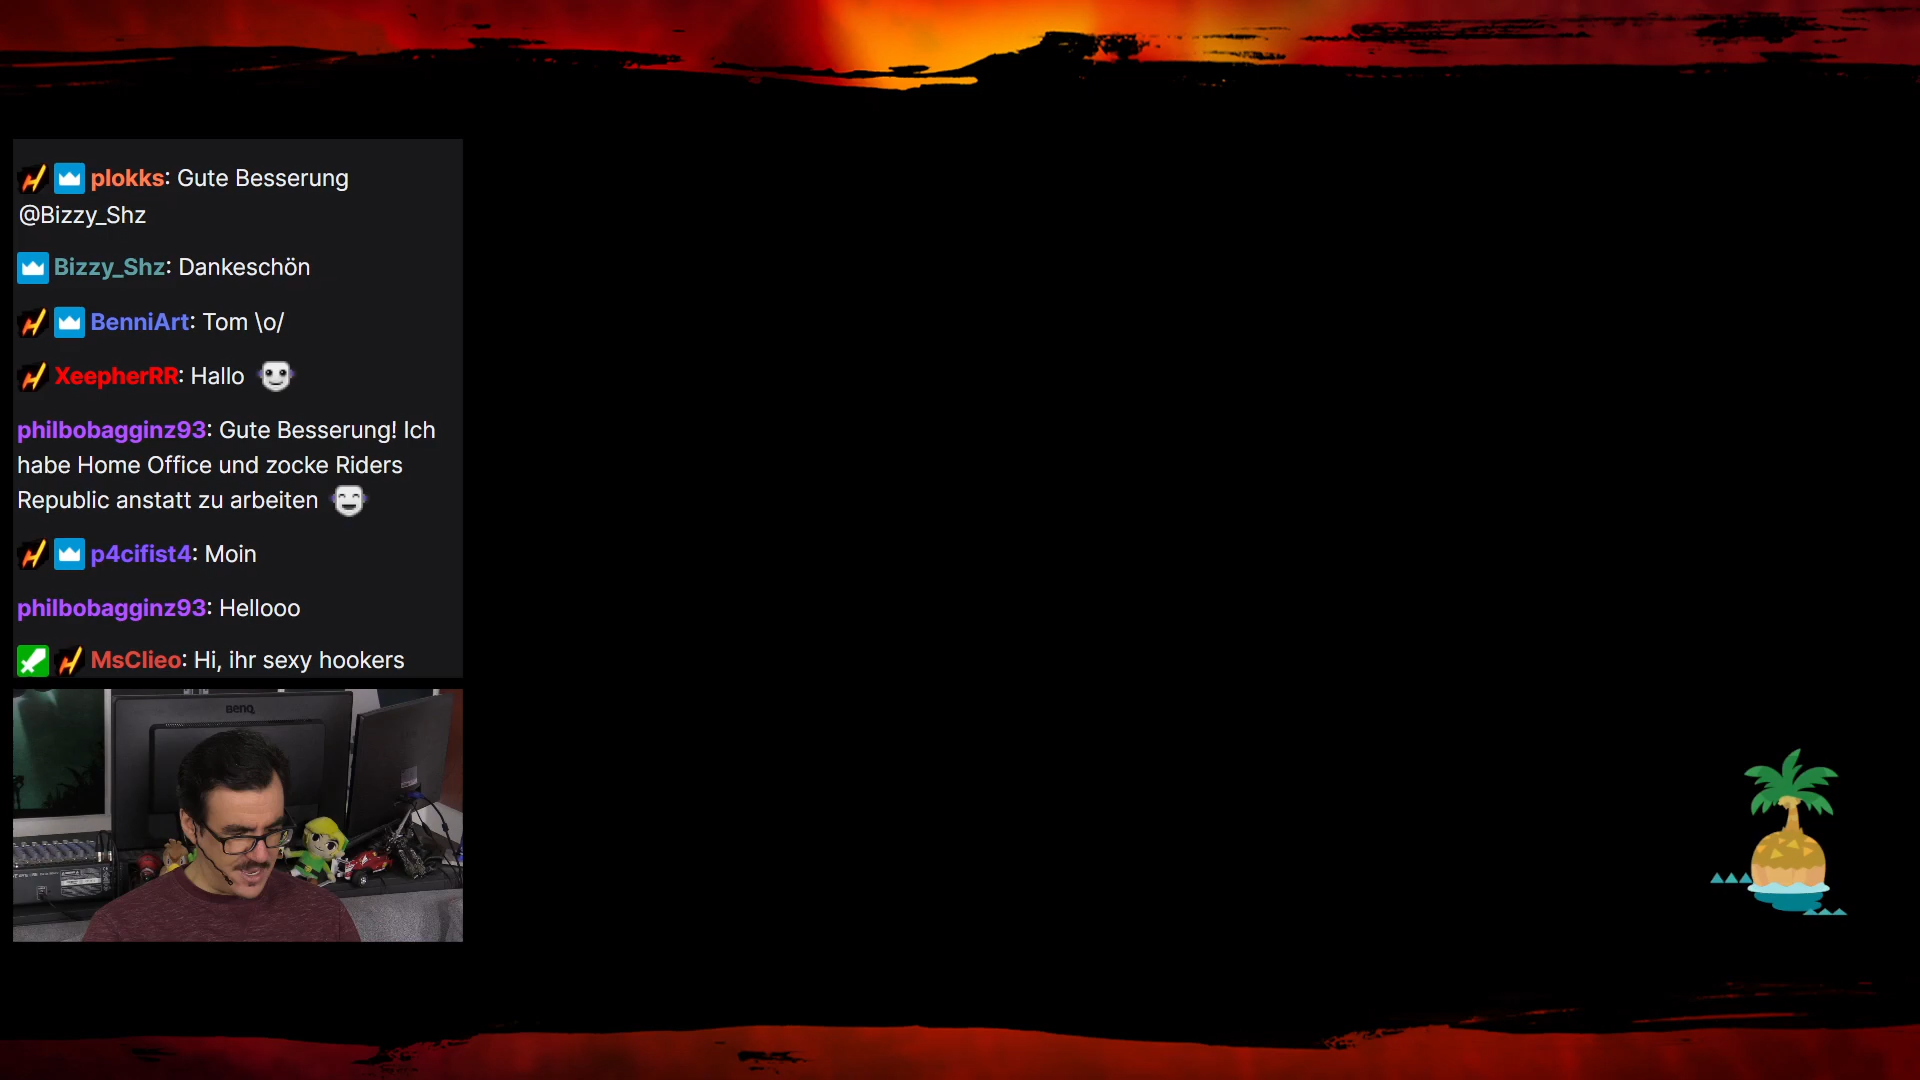 plokks: Gute Besserung
@Bizzy_Shz
Bizzy_Shz: Dankeschön
BenniArt: Tom \o/
XeepherRR: Hallo
philbobagginz93: Gute Besserung! Ich
habe Home Office und zocke Riders
Republic anstatt zu arbeiten
p4cifist4: Moin
philbobagginz93: Hellooo
MsClieo: Hi, ihr sexy hookers
BenQ